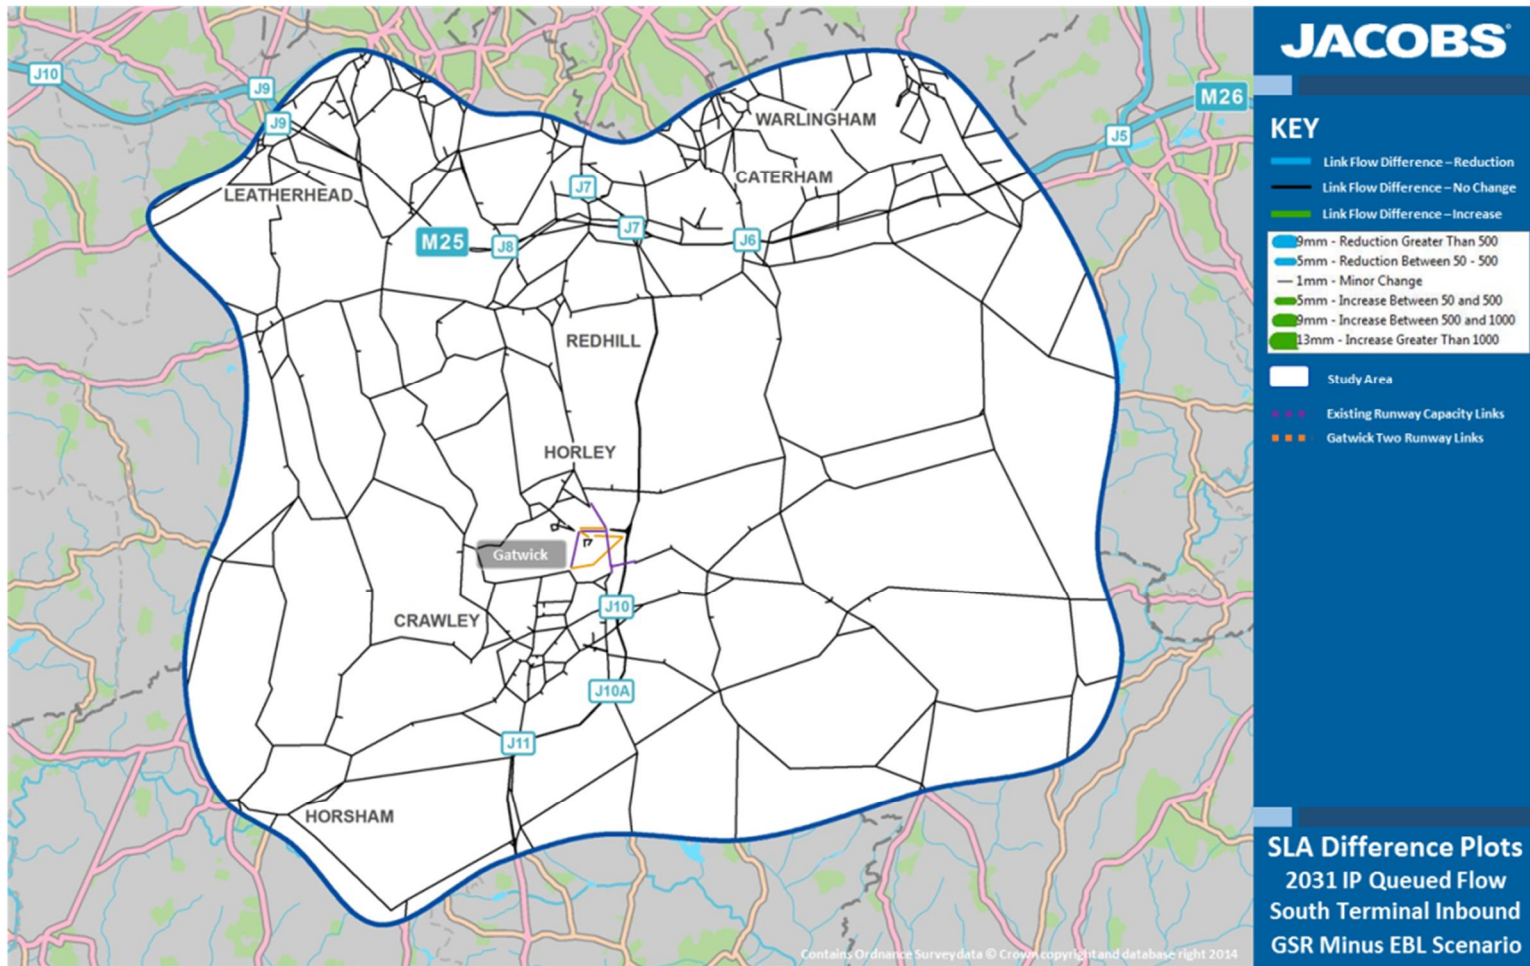 J10
J9
J9
LEATHERHEAD
M25
J8
J7
J7
J6
WARLINGHAM
CATERHAM
J5
M26
REDHILL
HORLEY
Gatwick
CRAWLEY
J10
J10A
J11
HORSHAM
Contains Ordnance Survey data © Crown copyright and database right 2014
JACOBS
KEY
Link Flow Difference – Reduction
Link Flow Difference – No Change
Link Flow Difference – Increase
9mm - Reduction Greater Than 500
5mm - Reduction Between 50 - 500
1mm - Minor Change
5mm - Increase Between 50 and 500
9mm - Increase Between 500 and 1000
13mm - Increase Greater Than 1000
Study Area
Existing Runway Capacity Links
Gatwick Two Runway Links
SLA Difference Plots
2031 IP Queued Flow
South Terminal Inbound
GSR Minus EBL Scenario